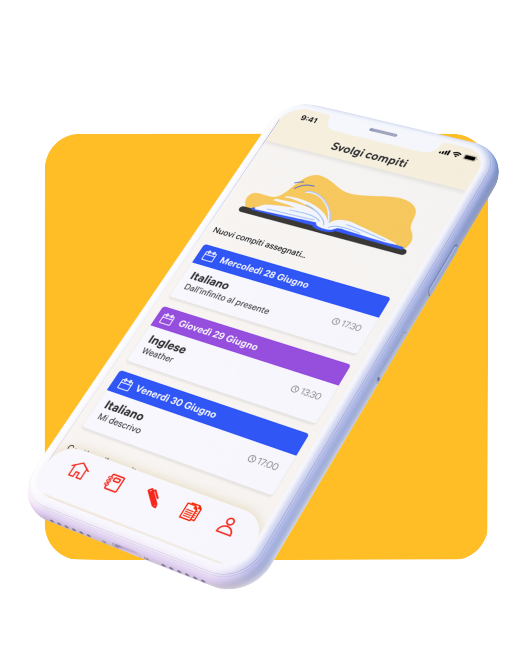 9:41
Svolgi compiti
Nuovi compiti assegnati...
Mercoledì 28 Giugno
Italiano
Dall'infinito al presente
17:30
Giovedì 29 Giugno
Inglese
Weather
13:30
Venerdì 30 Giugno
Italiano
Mi descrivo
17:00